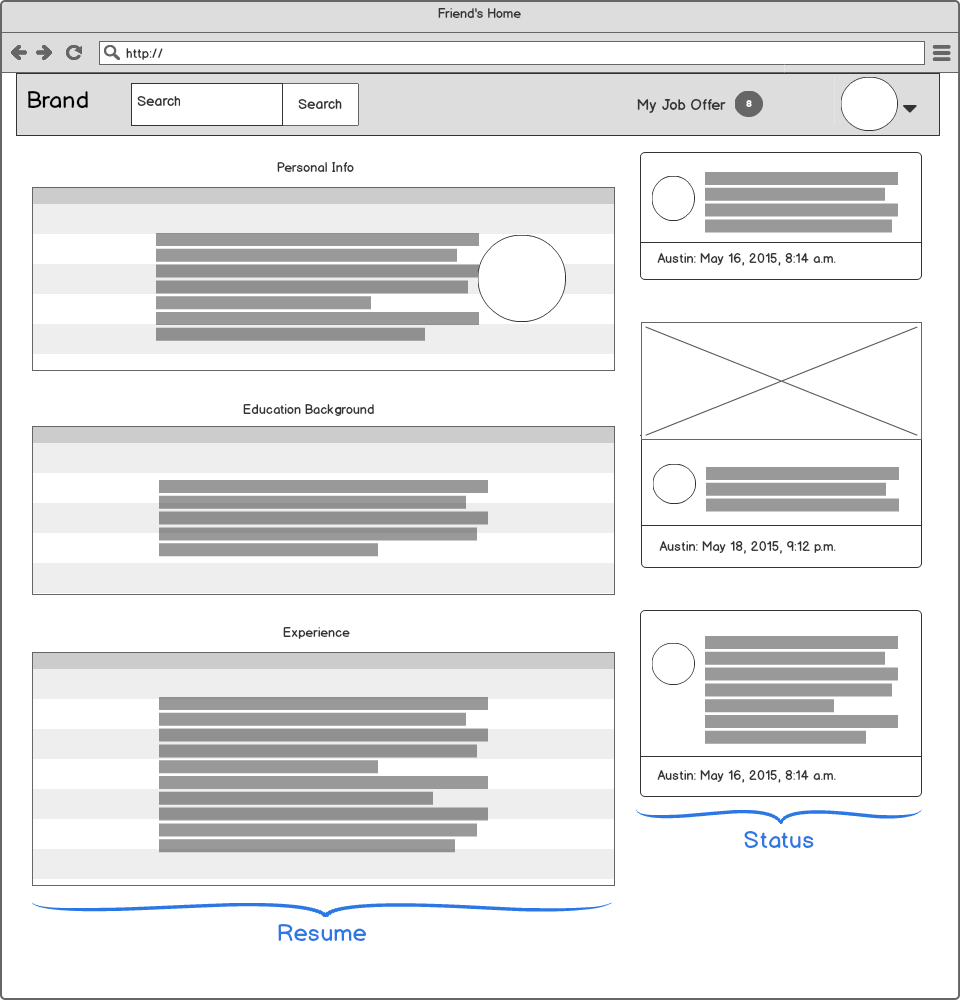 Friend's Home
http://
Brand
Search
Search
My Job Offer
8
Personal Info
Education Background
Experience
Resume
Austin: May 16, 2015, 8:14 a.m.
Austin: May 18, 2015, 9:12 p.m.
Austin: May 16, 2015, 8:14 a.m.
Status